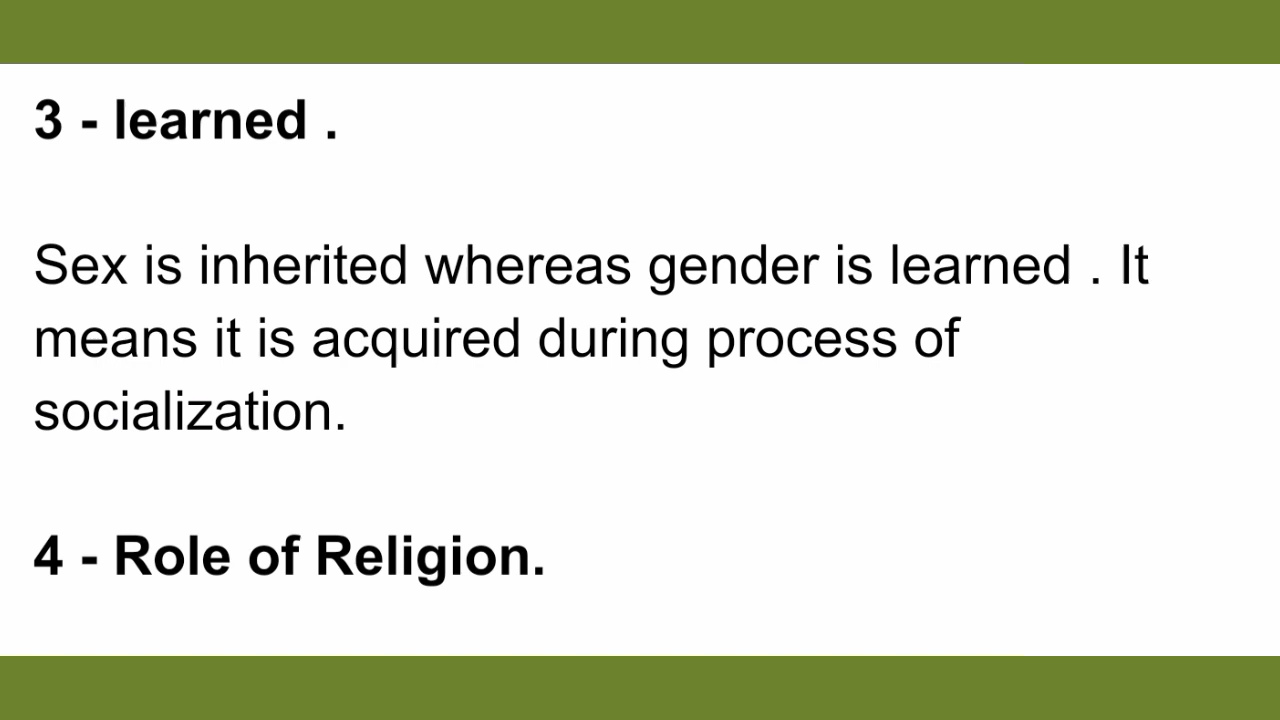 3 - learned .
Sex is inherited whereas gender is learned . It
means it is acquired during process of
socialization.
4 - Role of Religion.